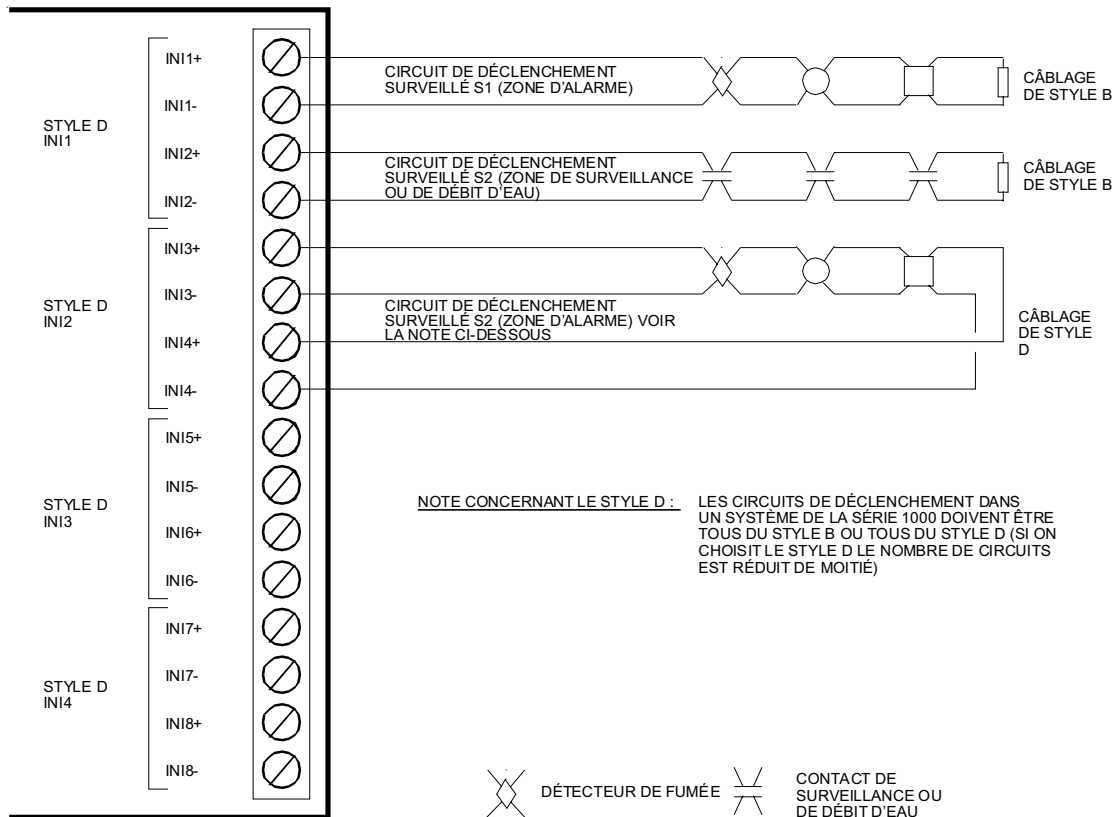 INI1+
CIRCUIT DE DÉCLENCHEMENT
SURVEILLÉ S1 (ZONE D'ALARME)
CÂBLAGE
DE STYLE B
INI1-
STYLE D
INI1
INI2+
CIRCUIT DE DÉCLENCHEMENT
SURVEILLÉ S2 (ZONE DE SURVEILLANCE
OU DE DÉBIT D'EAU)
CÂBLAGE
DE STYLE B
INI2-
INI3+
INI3-
STYLE D
INI2
CIRCUIT DE DÉCLENCHEMENT
SURVEILLÉ S2 (ZONE D'ALARME) VOIR
LA NOTE CI-DESSOUS
CÂBLAGE
DE STYLE
D
INI4+
INI4-
INI5+
INI5-
STYLE D
INI3
INI6+
INI6-
NOTE CONCERNANT LE STYLE D :
LES CIRCUITS DE DÉCLENCHEMENT DANS
UN SYSTÈME DE LA SÉRIE 1000 DOIVENT ÊTRE
TOUS DU STYLE B OU TOUS DU STYLE D (SI ON
CHOISIT LE STYLE D LE NOMBRE DE CIRCUITS
EST RÉDUIT DE MOITIÉ)
INI7+
INI7-
STYLE D
INI4
INI8+
INI8-
DÉTECTEUR DE FUMÉE
CONTACT DE
SURVEILLANCE OU
DE DÉBIT D'EAU